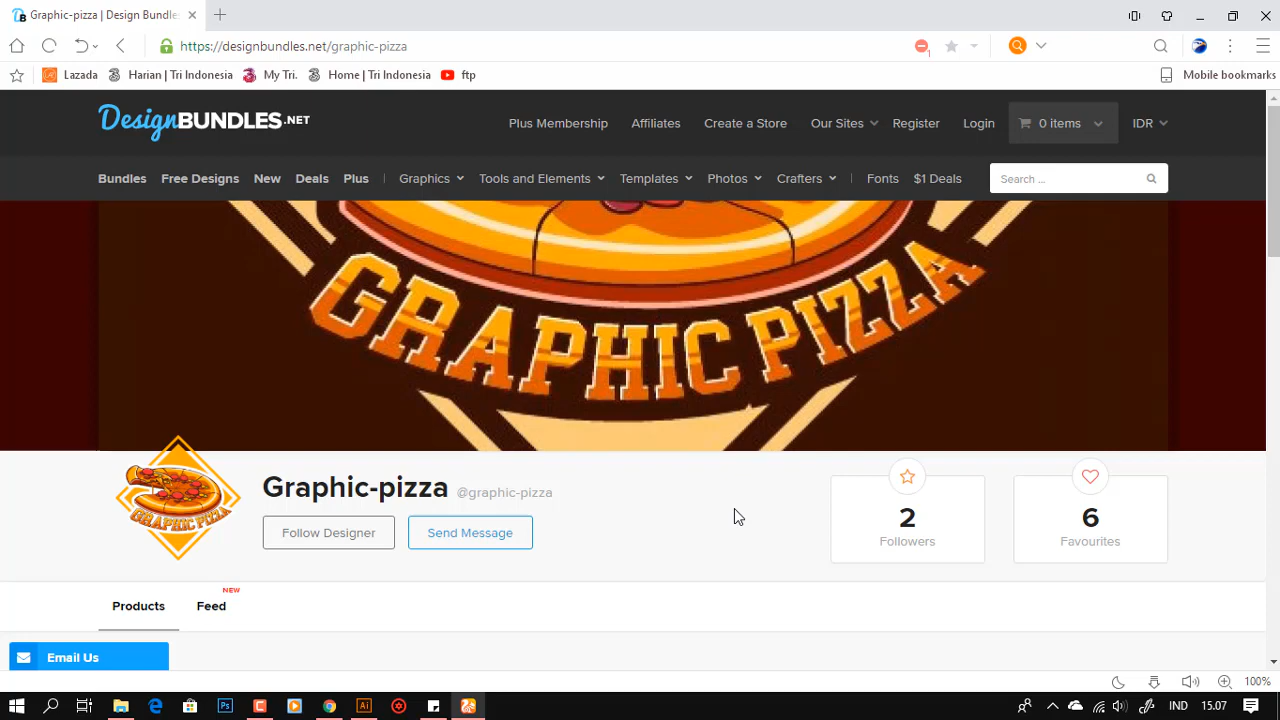 Graphic-pizza | Design Bundle
https://designbundles.net/graphic-pizza
1
Lazada Harian | Tri Indonesia My Tri. Home | Tri Indonesia ftp Mobile bookmarks
DesignBUNDLES.NET
Plus Membership Affiliates Create a Store Our Sites Register Login 0 items IDR
Bundles Free Designs New Deals Plus | Graphics Tools and Elements Templates Photos Crafters | Fonts $1 Deals Search ...
GRAPHIC PIZZA
GRAPHIC PIZZA
Graphic-pizza @graphic-pizza
Follow Designer Send Message
2
Followers
6
Favourites
NEW
Products Feed
Email Us
100%
Ps Ai IND 15.07